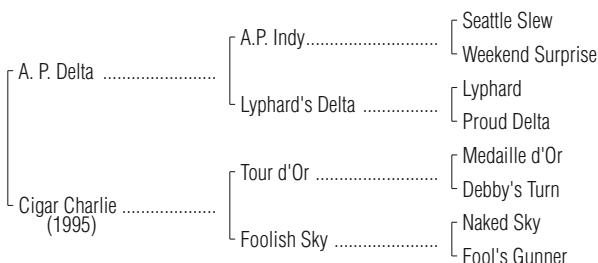 Seattle Slew
A.P. Indy........................
Weekend Surprise
A. P. Delta ....................
Lyphard
Lyphard's Delta ..............
Proud Delta
Medaille d'Or
Tour d'Or .......................
Debby's Turn
Cigar Charlie .................
(1995)
Naked Sky
Foolish Sky ...................
Fool's Gunner